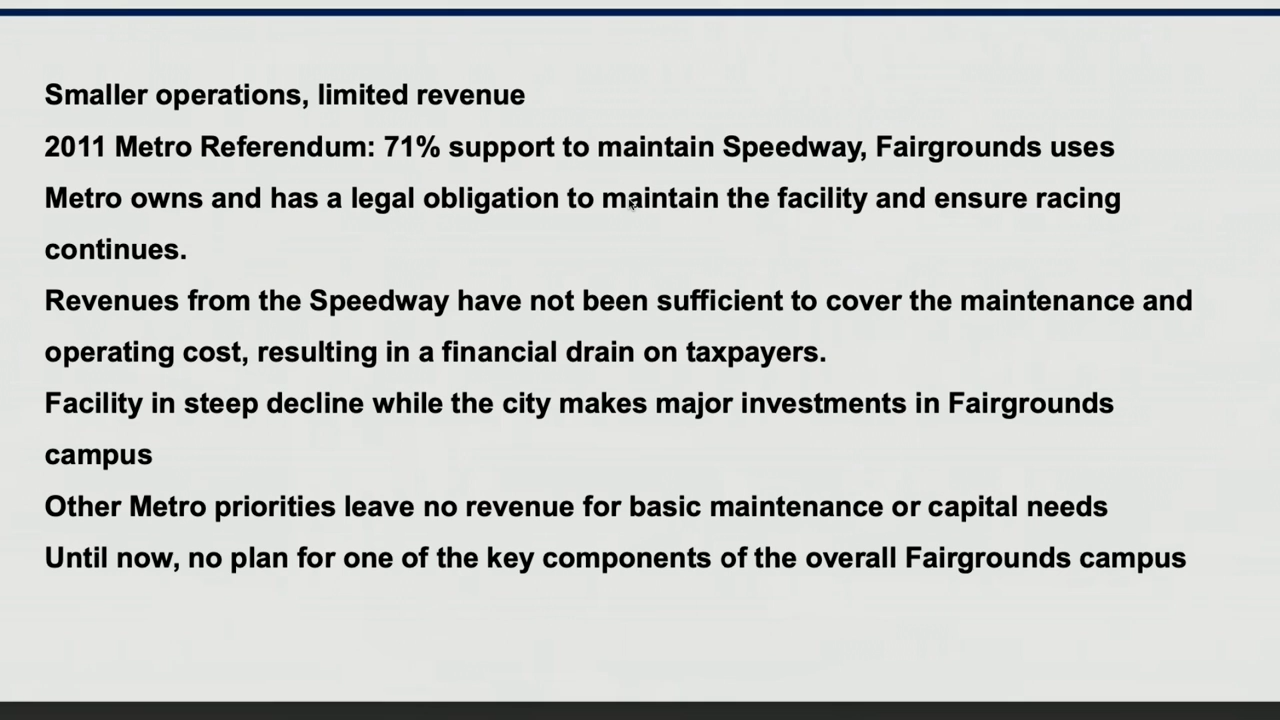 Smaller operations, limited revenue
2011 Metro Referendum: 71% support to maintain Speedway, Fairgrounds uses
Metro owns and has a legal obligation to maintain the facility and ensure racing
continues.
Revenues from the Speedway have not been sufficient to cover the maintenance and
operating cost, resulting in a financial drain on taxpayers.
Facility in steep decline while the city makes major investments in Fairgrounds
campus
Other Metro priorities leave no revenue for basic maintenance or capital needs
Until now, no plan for one of the key components of the overall Fairgrounds campus